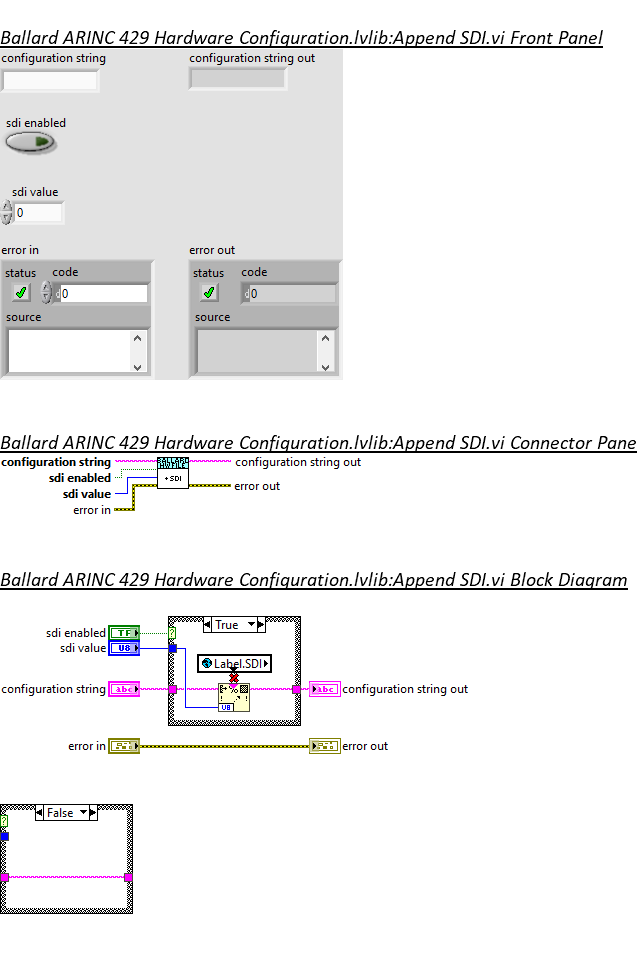 Ballard ARINC 429 Hardware Configuration.lvlib:Append SDI.vi Front Panel
configuration string
configuration string out
sdi enabled
sdi value
0
error in
error out
status code
status code
d0
d0
source
source
Ballard ARINC 429 Hardware Configuration.lvlib:Append SDI.vi Connector Pane
configuration string
BALLARD
HWFILE
configuration string out
sdi enabled
+SDI
sdi value
error out
error in
Ballard ARINC 429 Hardware Configuration.lvlib:Append SDI.vi Block Diagram
True
sdi enabled TF ?
sdi value U8
Label.SDI
configuration string abc
%
abc configuration string out
U8
error in
error out
False
?